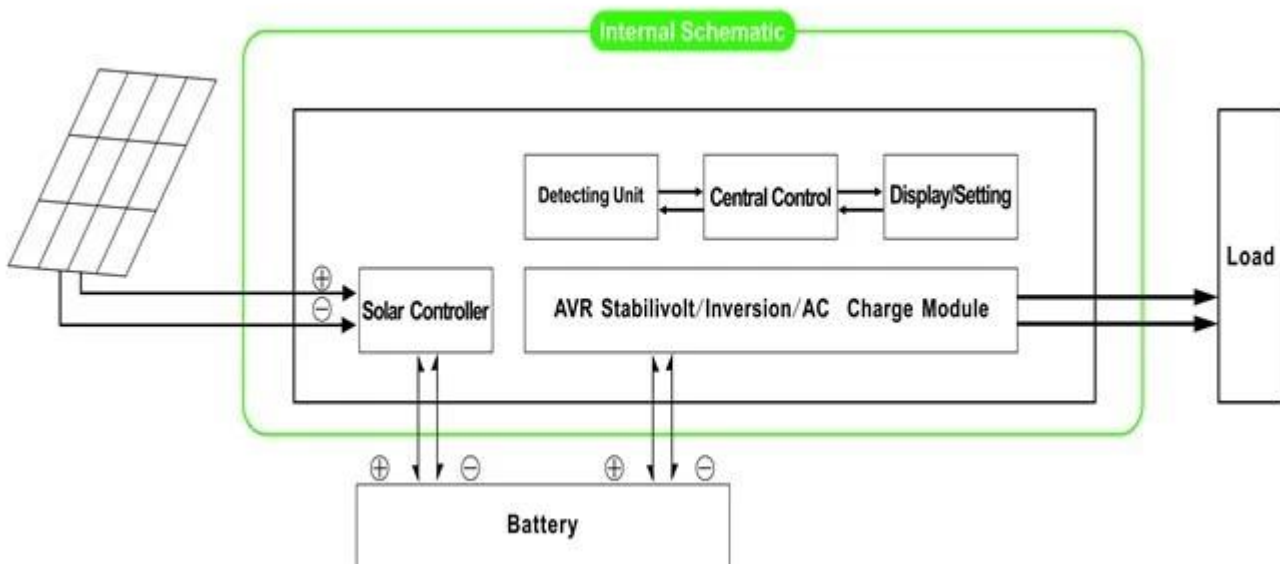 Internal Schematic
Detecting Unit
Central Control
Display/Setting
Load
⊕
⊖
Solar Controller
AVR Stabilivolt/Inversion/AC Charge Module
⊕ ⊖ ⊕ ⊖
Battery